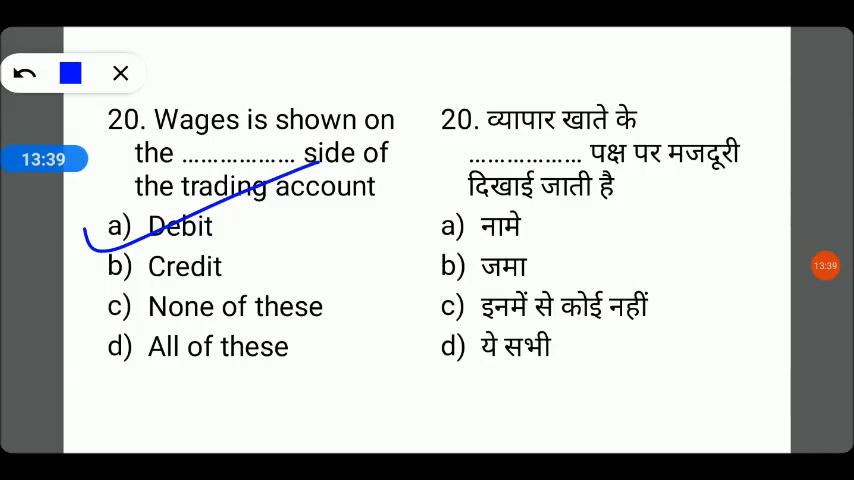 13:39
20. Wages is shown on
the .................. side of
the trading account
a) Debit
b) Credit
c) None of these
d) All of these
20. व्यापार खाते के
.................. पक्ष पर मजदूरी
दिखाई जाती है
a) नामे
b) जमा
c) इनमें से कोई नहीं
d) ये सभी
13:39